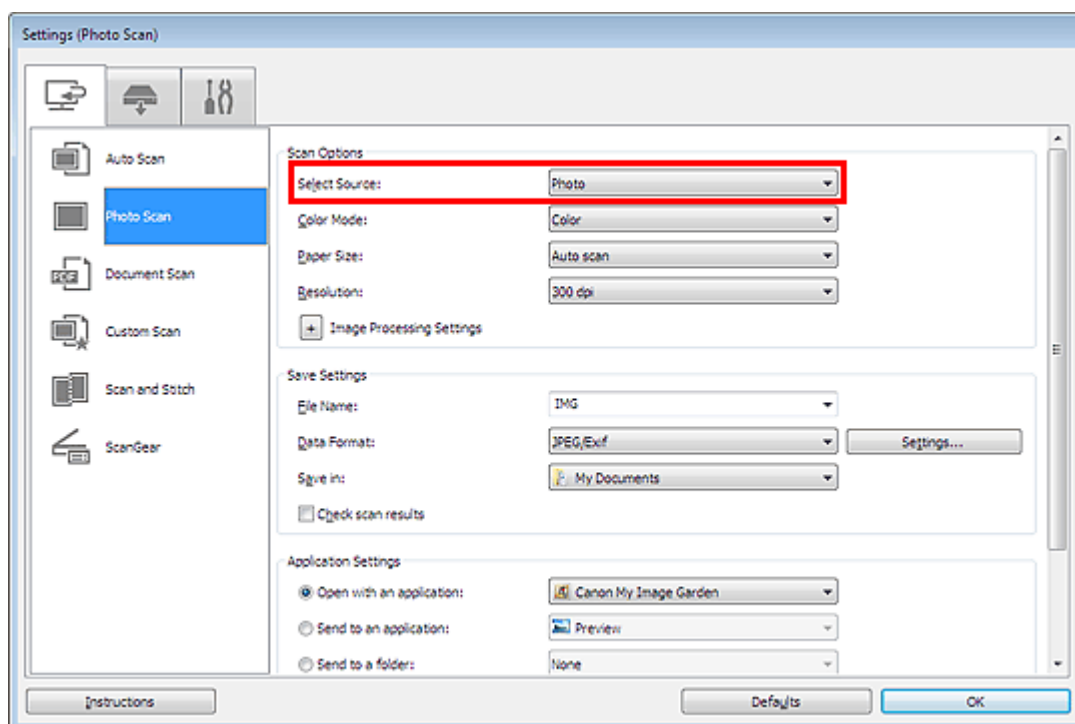 Settings (Photo Scan)
Auto Scan
Photo Scan
PDF
Document Scan
Custom Scan
Scan and Stitch
ScanGear
Scan Options
Select Source: Photo
Color Mode: Color
Paper Size: Auto scan
Resolution: 300 dpi
+ Image Processing Settings
Save Settings
File Name: IMG
Data Format: JPEG/Exif Settings...
Save in: My Documents
Check scan results
Application Settings
Open with an application: Canon My Image Garden
Send to an application: Preview
Send to a folder: None
Instructions Defaults OK